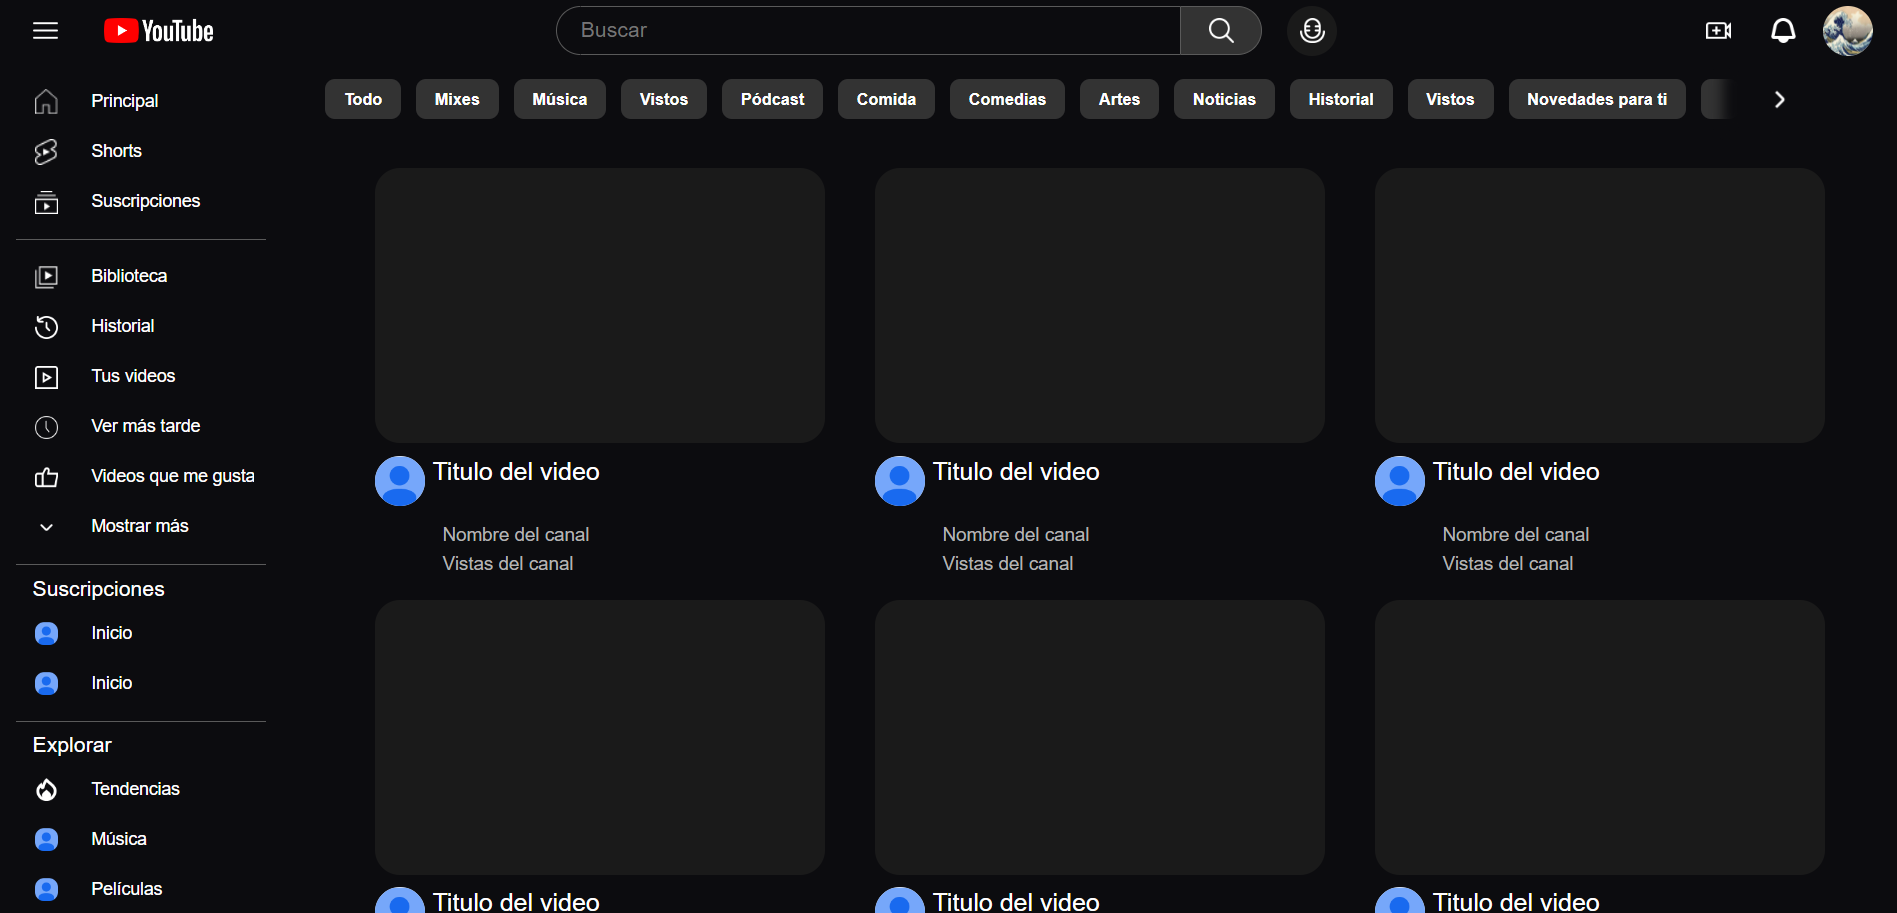 YouTube
Buscar
Todo Mixes Música Vistos Pódcast Comida Comedias Artes Noticias Historial Vistos Novedades para ti
Principal
Shorts
Suscripciones
Biblioteca
Historial
Tus videos
Ver más tarde
Videos que me gusta
Mostrar más
Suscripciones
Inicio
Inicio
Explorar
Tendencias
Música
Películas
Titulo del video
Nombre del canal
Vistas del canal
Titulo del video
Nombre del canal
Vistas del canal
Titulo del video
Nombre del canal
Vistas del canal
Titulo del video
Titulo del video
Titulo del video